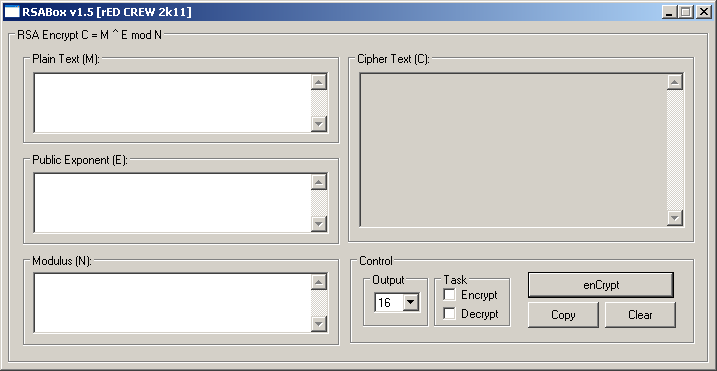 RSABox v1.5 [rED CREW 2k11]
RSA Encrypt C = M ^ E mod N
Plain Text (M):
Cipher Text (C):
Public Exponent (E):
Modulus (N):
Control
Output
Task
16
Encrypt
Decrypt
enCrypt
Copy
Clear